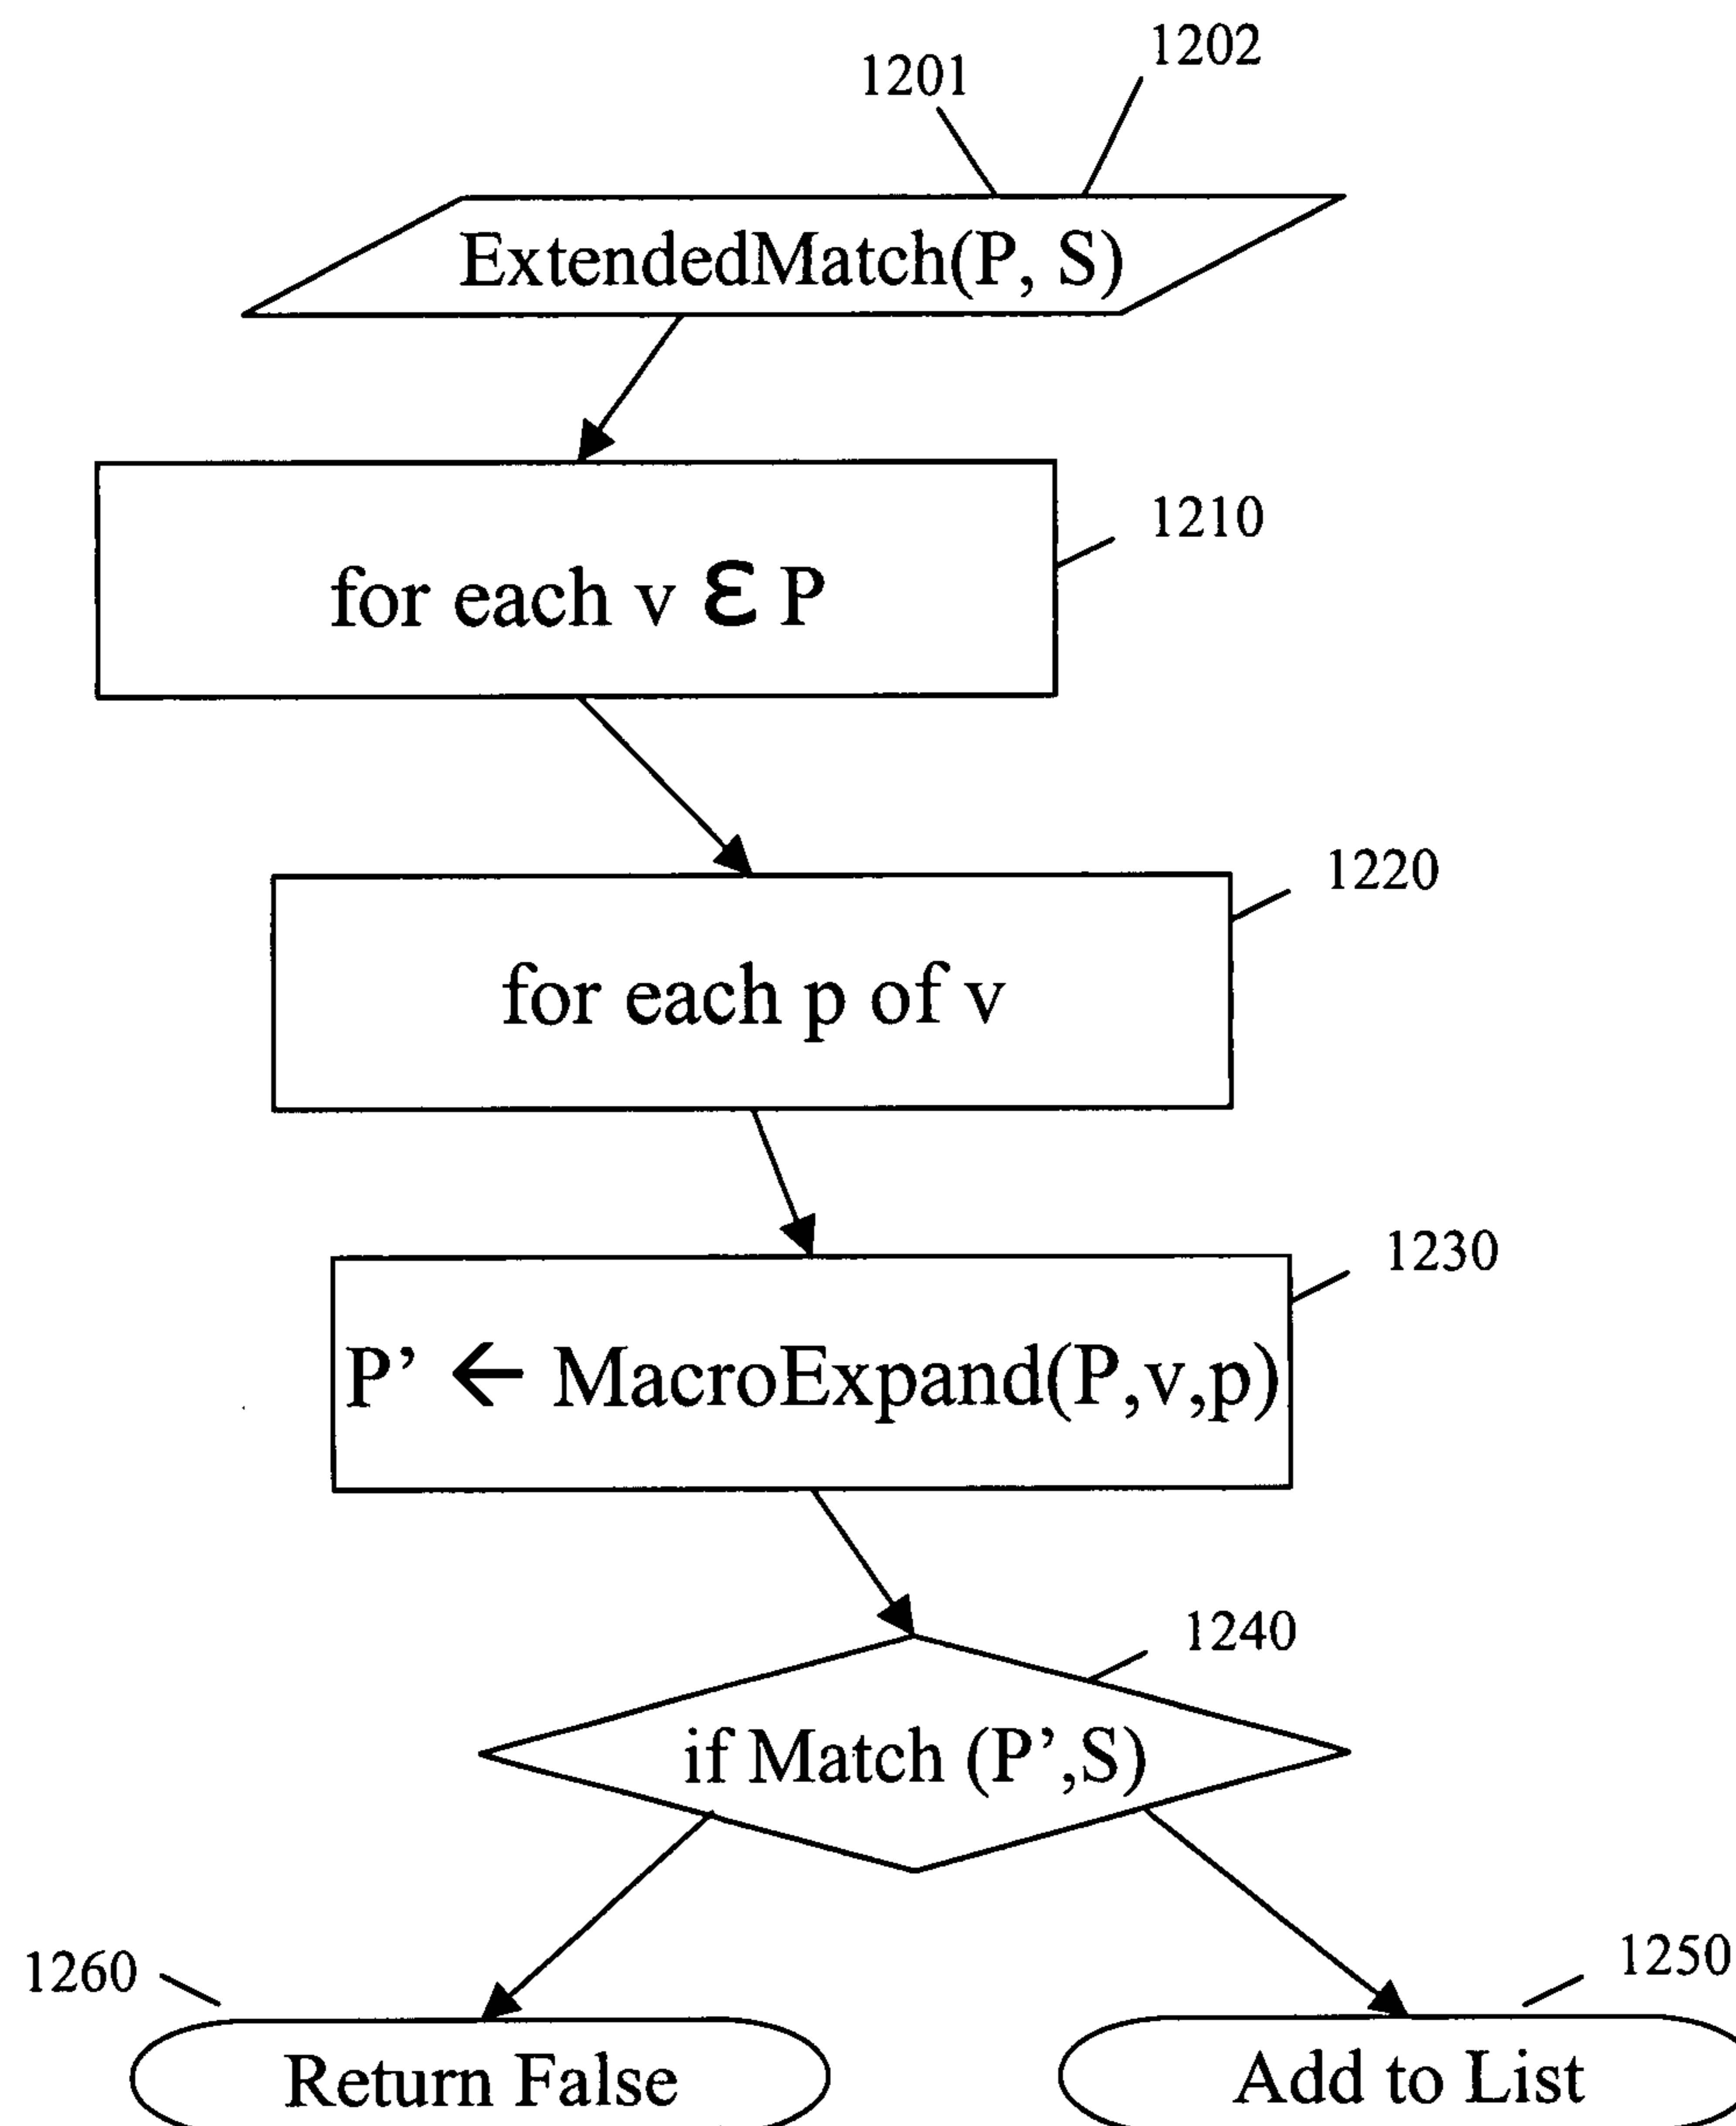 1201
1202
ExtendedMatch(P, S)
1210
for each v ε P
1220
for each p of v
1230
P’ ← MacroExpand(P,v,p)
1240
if Match (P’,S)
1260
1250
Return False
Add to List